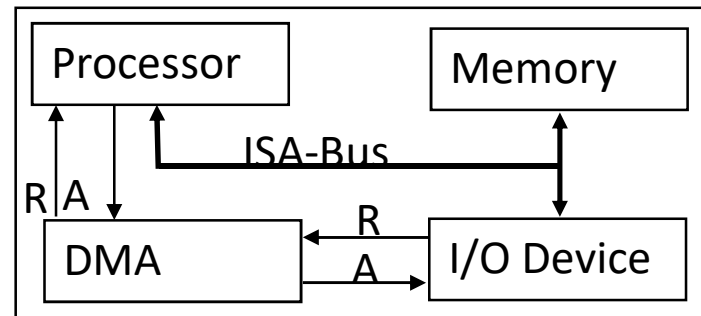 Processor
Memory
ISA-Bus
R A
R
DMA
I/O Device
A